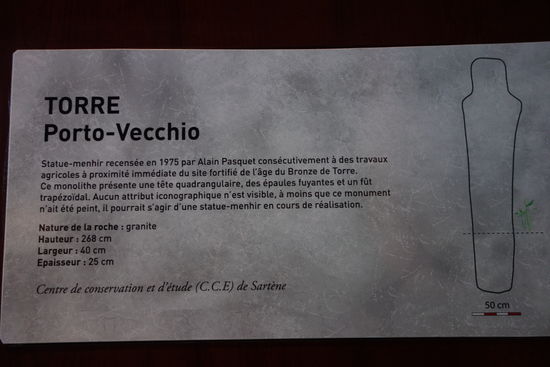 TORRE
Porto-Vecchio
Statue-menhir recensée en 1975 par Alain Pasquet consécutivement à des travaux
agricoles à proximité immédiate du site fortifié de l'âge du Bronze de Torre.
Ce monolithe présente une tête quadrangulaire, des épaules fuyantes et un fût
trapézoïdal. Aucun attribut iconographique n'est visible, à moins que ce monument
n'ait été peint, il pourrait s'agir d'une statue-menhir en cours de réalisation.
Nature de la roche : granite
Hauteur : 268 cm
Largeur : 40 cm
Epaisseur : 25 cm
Centre de conservation et d'étude (C.C.E) de Sartène
50 cm